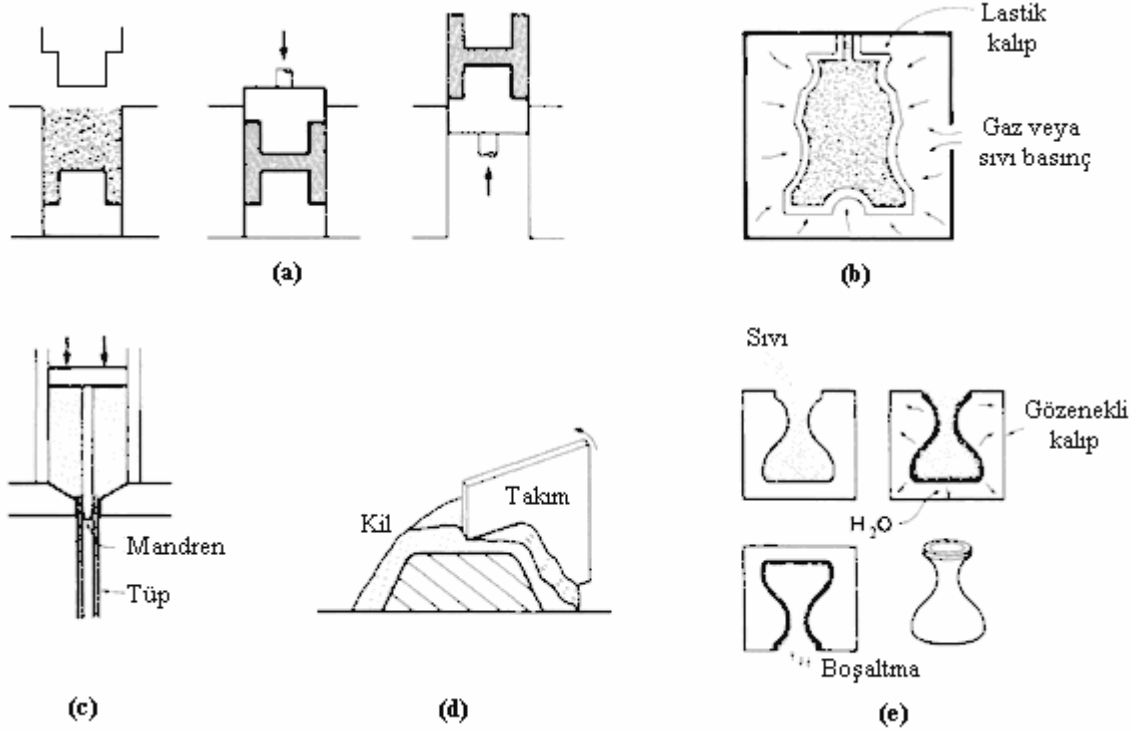 Lastik
kalıp
Gaz veya
sıvı basınç
(a)
(b)
Mandren
Tüp
(c)
Kil
Takım
(d)
Sıvı
Gözenekli
kalıp
H₂O
Boşaltma
(e)